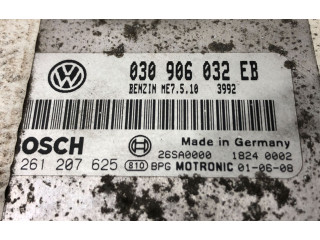 030 906 032 EB
BENZIN ME7.5.10 3992
BOSCH
Made in Germany
26SA0000 1824 0002
261 207 625 810 BPG MOTRONIC 01-06-08